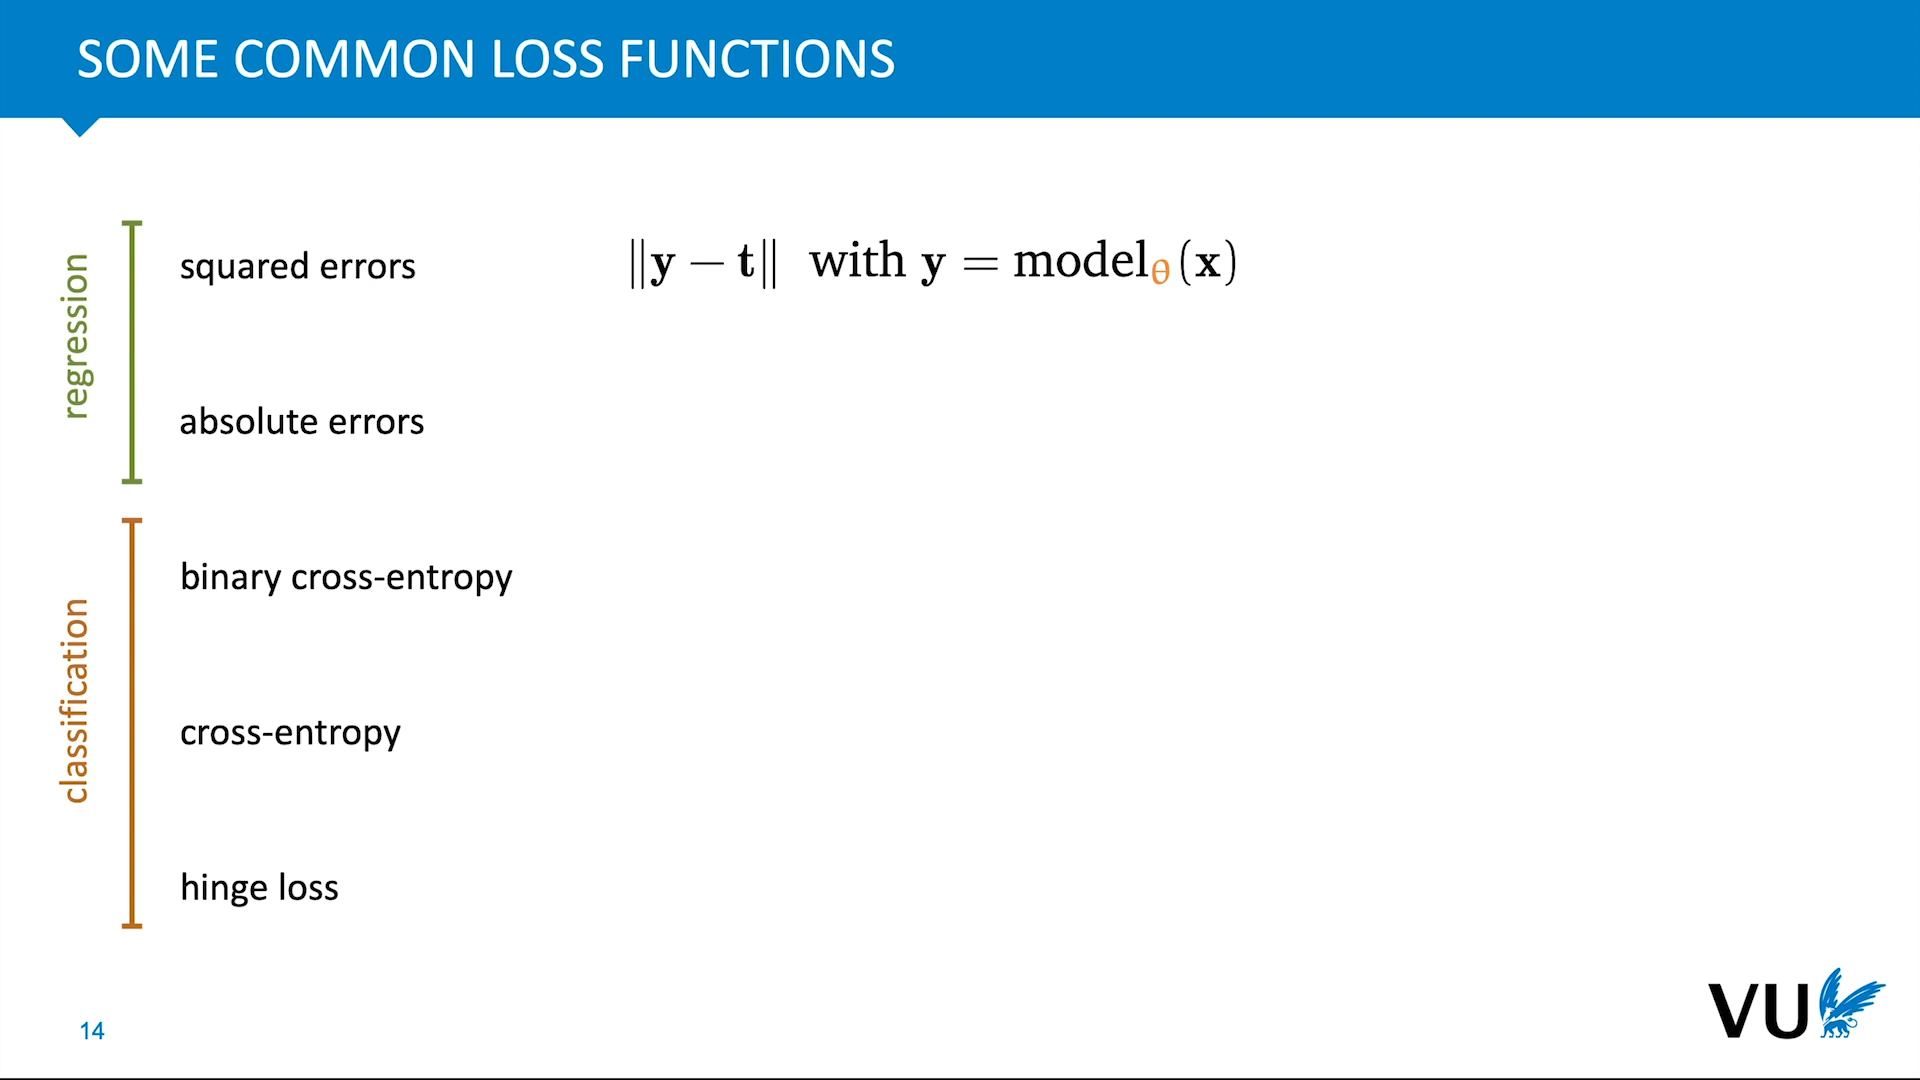 SOME COMMON LOSS FUNCTIONS
regression
squared errors ‖y − t‖ with y = modelθ(x)
absolute errors
classification
binary cross-entropy
cross-entropy
hinge loss
14
VU